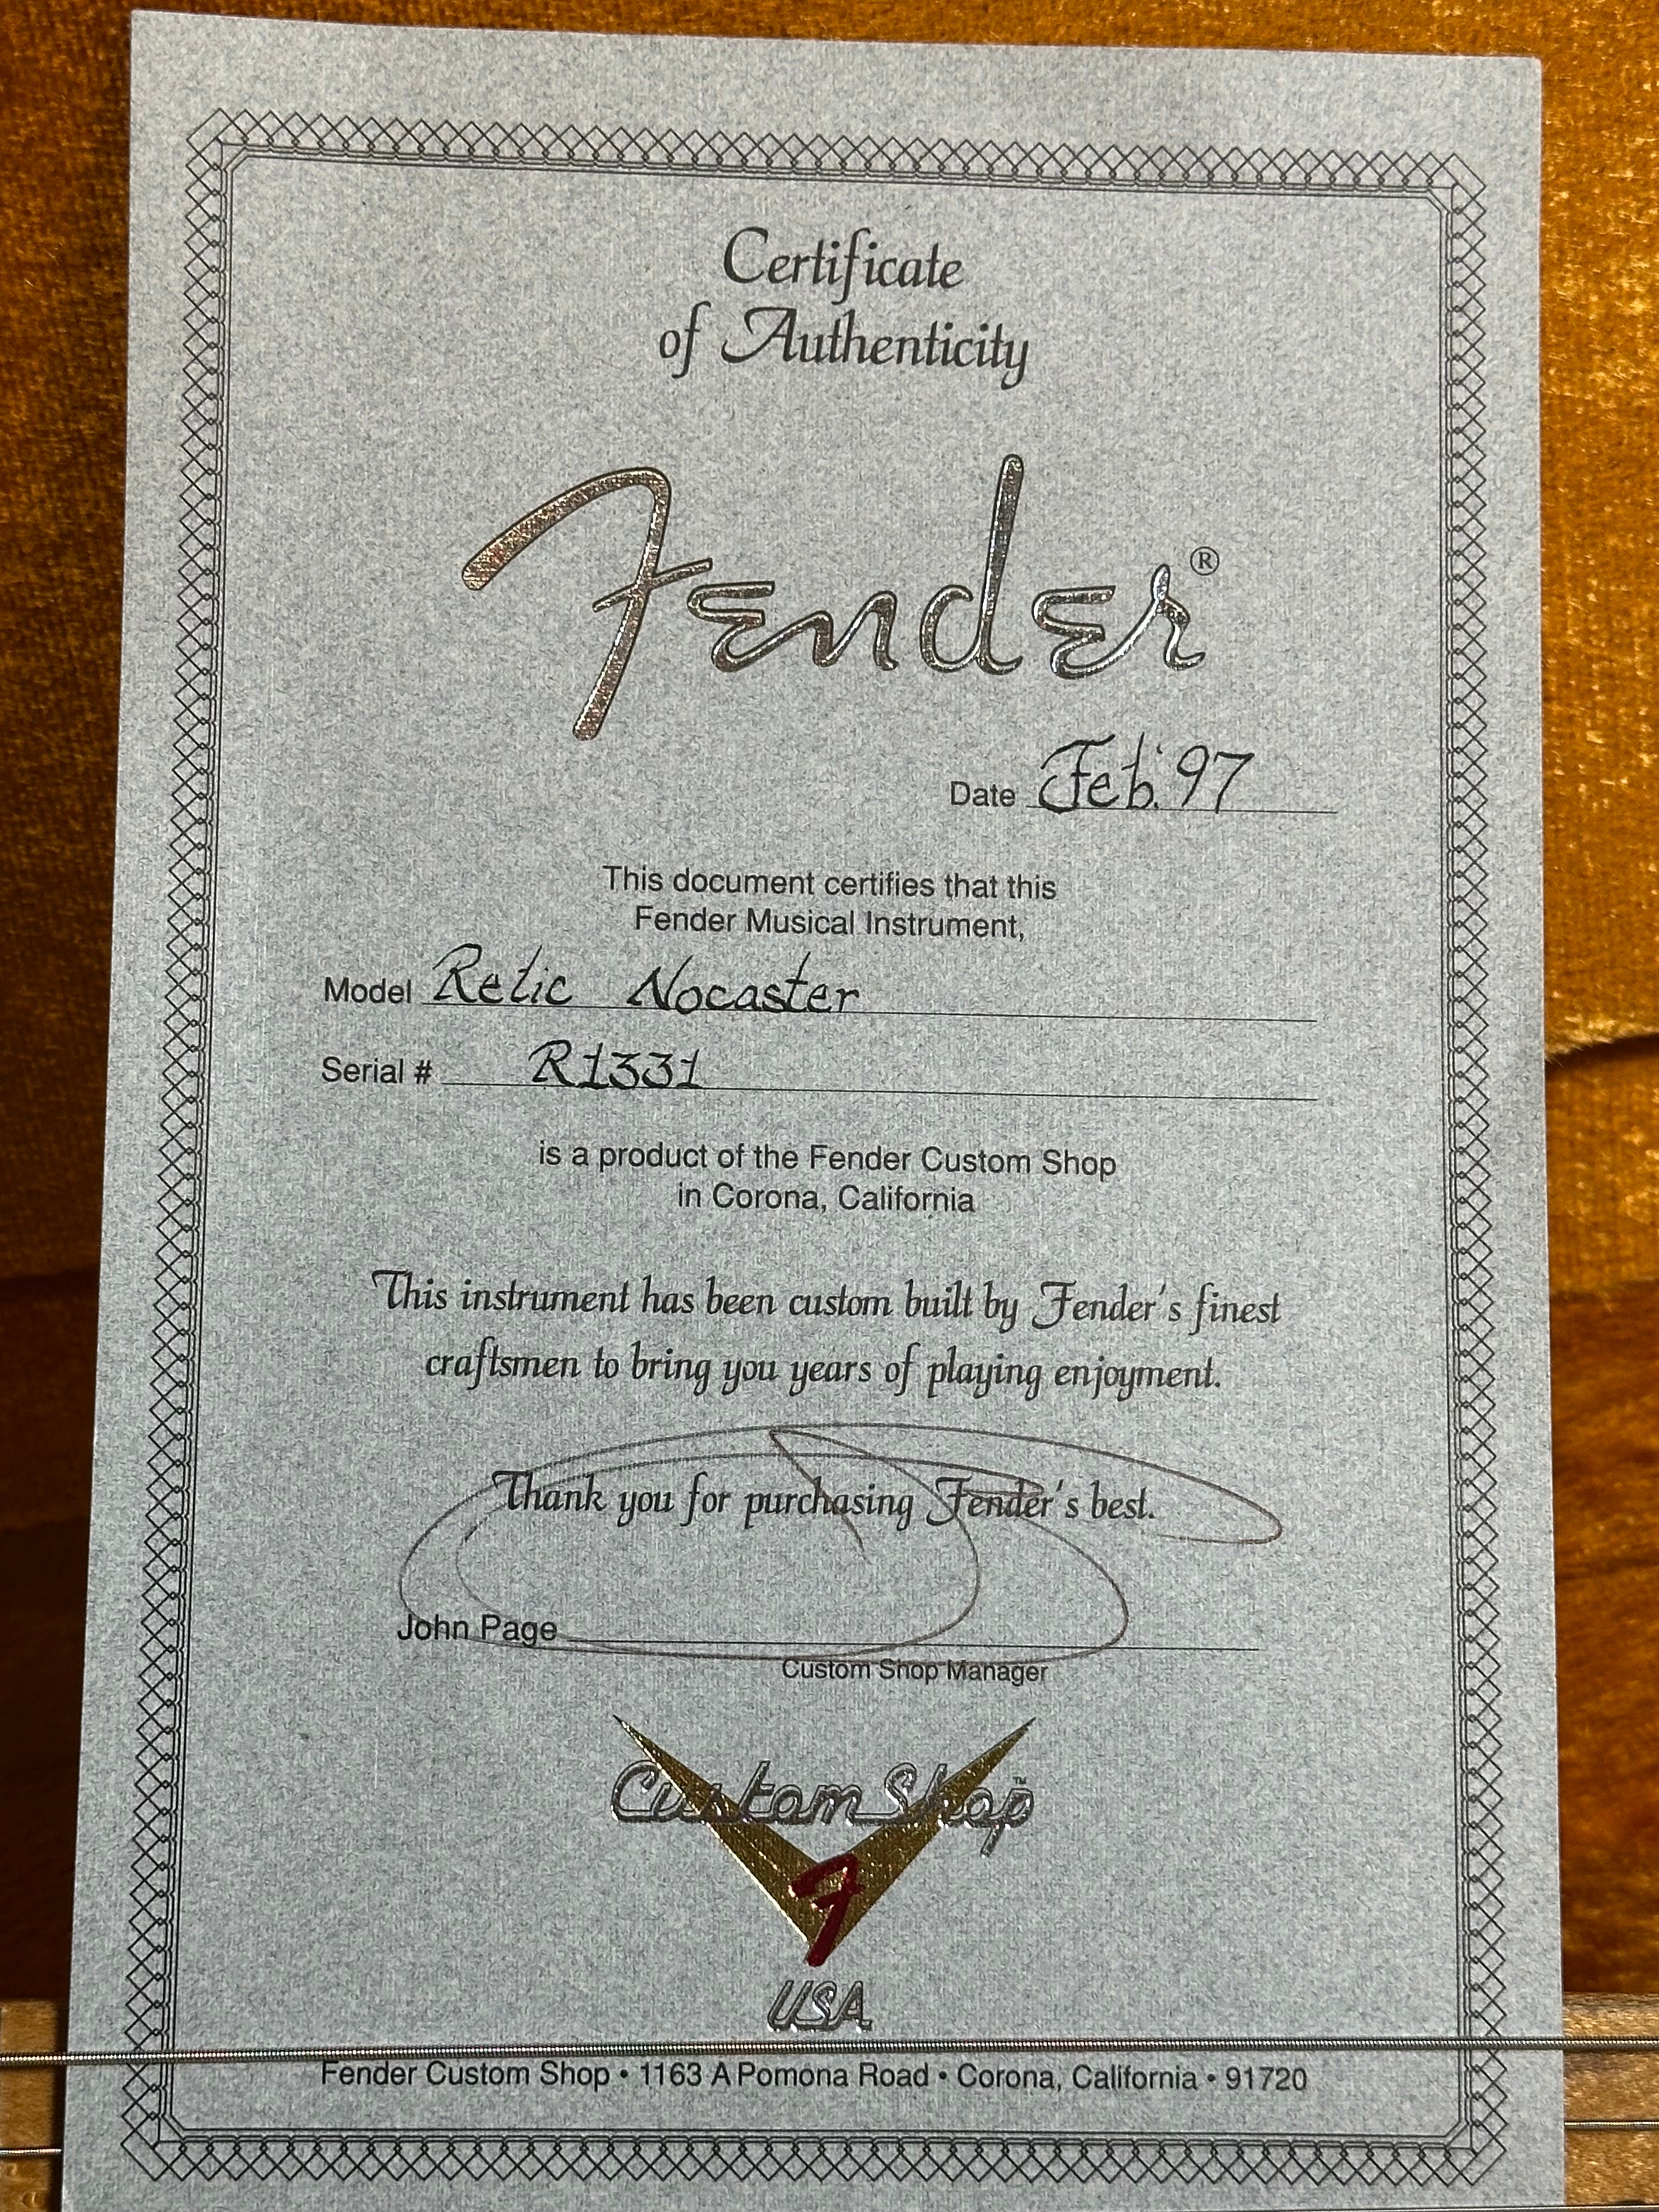 Certificate
of Authenticity
Fender®
Date Feb. '97
This document certifies that this
Fender Musical Instrument,
Model Relic Nocaster
Serial # R1331
is a product of the Fender Custom Shop
in Corona, California
This instrument has been custom built by Fender's finest
craftsmen to bring you years of playing enjoyment.
Thank you for purchasing Fender's best.
John Page
Custom Shop Manager
Custom Shop™
F
USA
Fender Custom Shop • 1163 A Pomona Road • Corona, California • 91720